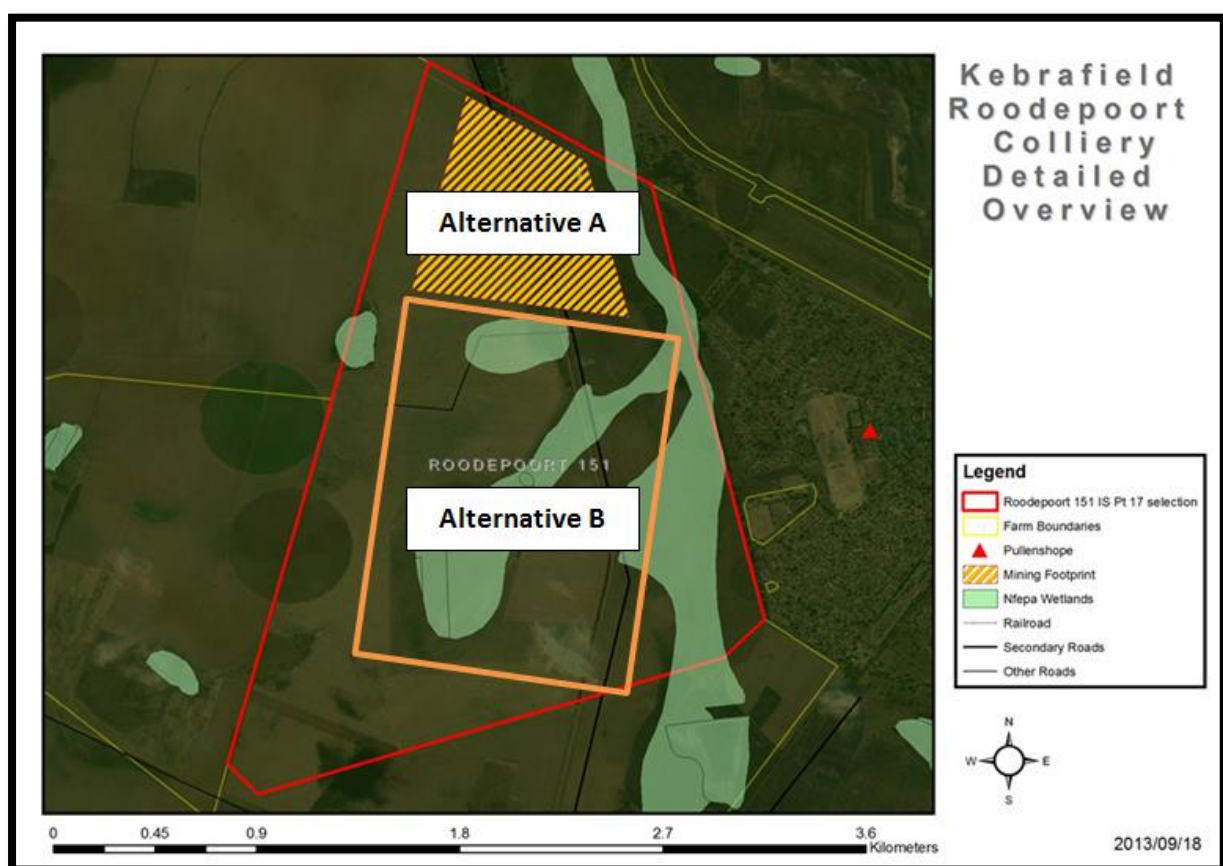 Kebrafield
Roodepoort
Colliery
Detailed
Overview
Alternative A
ROODEPOORT 151
Alternative B
Legend
Roodepoort 151 IS Pt 17 selection
Farm Boundaries
Pullenshope
Mining Footprint
Nfepa Wetlands
Railroad
Secondary Roads
Other Roads
N
W E
S
0 0.45 0.9 1.8 2.7 3.6
Kilometers
2013/09/18